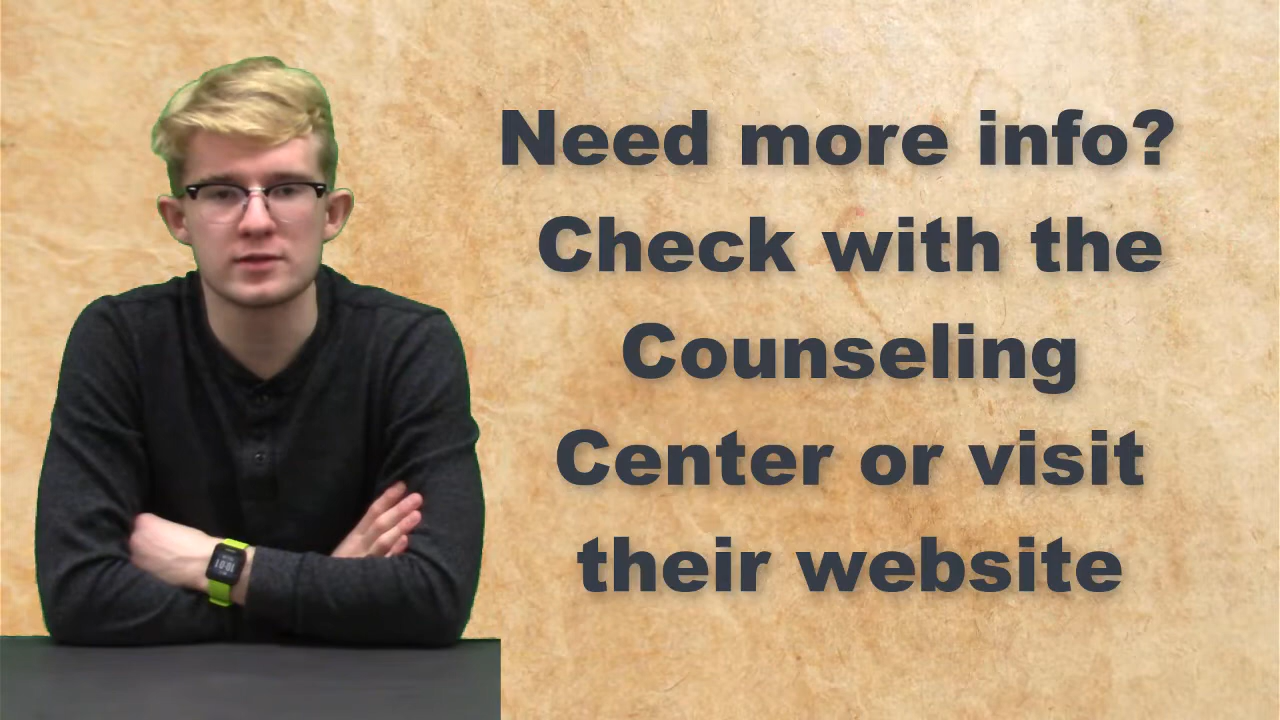 Need more info?
Check with the
Counseling
Center or visit
their website